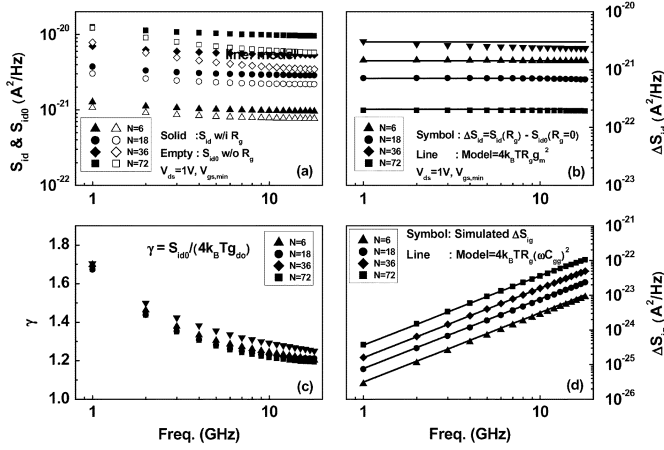 10⁻²⁰
10⁻²¹
10⁻²²
S_id & S_id0 (A²/Hz)
N=6
N=18
N=36
N=72
Solid :S_id w/i R_g
Empty : S_id0 w/o R_g
V_ds=1V, V_gs,min
(a)
1
10
10⁻²⁰
10⁻²¹
10⁻²²
10⁻²³
ΔS_id (A²/Hz)
N=6
N=18
N=36
N=72
Symbol : ΔS_id=S_id(R_g) - S_id0(R_g=0)
Line : Model=4k_BTR_gg_m²
V_ds=1V, V_gs,min
(b)
1
10
1.8
1.6
1.4
1.2
1.0
γ
γ = S_id0/(4k_BTg_do)
N=6
N=18
N=36
N=72
(c)
1
10
Freq. (GHz)
10⁻²¹
10⁻²²
10⁻²³
10⁻²⁴
10⁻²⁵
10⁻²⁶
ΔS_ig (A²/Hz)
N=6
N=18
N=36
N=72
Symbol: Simulated ΔS_ig
Line : Model=4k_BTR_g(ωC_gg)²
(d)
1
10
Freq. (GHz)